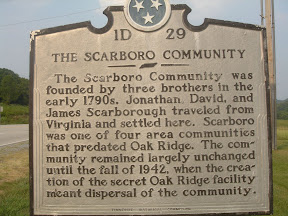 1D 29
THE SCARBORO COMMUNITY
The Scarboro Community was
founded by three brothers in the
early 1790s. Jonathan, David, and
James Scarborough traveled from
Virginia and settled here. Scarboro
was one of four area communities
that predated Oak Ridge. The com-
munity remained largely unchanged
until the fall of 1942, when the crea-
tion of the secret Oak Ridge facility
meant dispersal of the community.